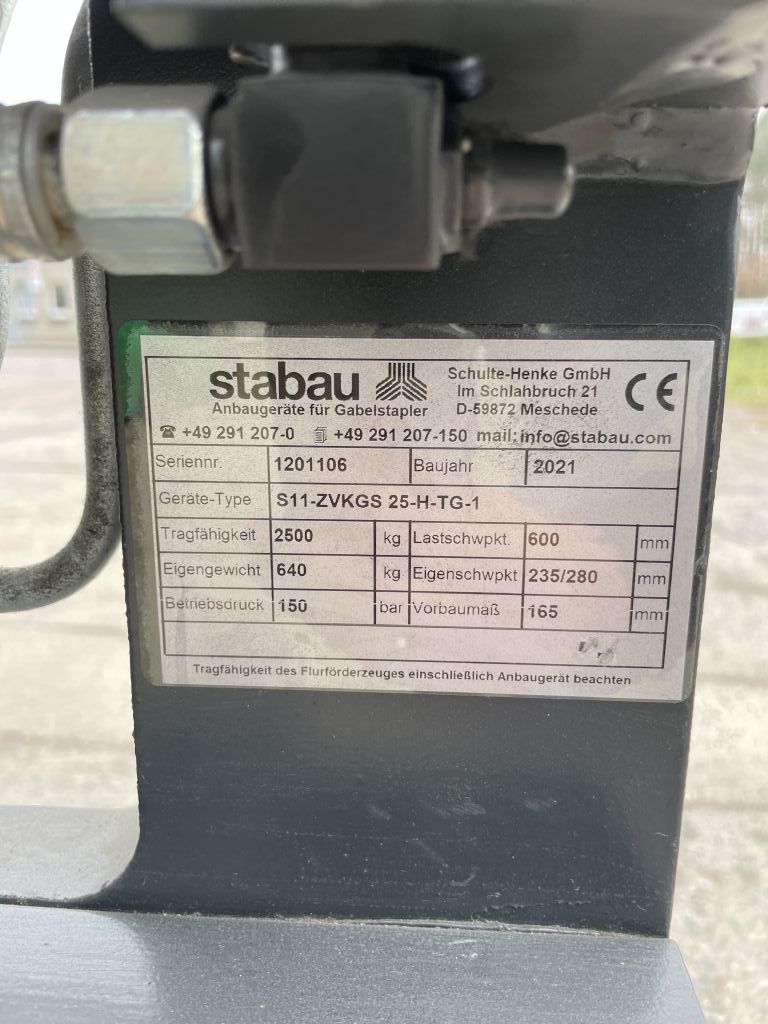 stabau
Anbaugeräte für Gabelstapler
Schulte-Henke GmbH
Im Schlahbruch 21
D-59872 Meschede
CE
☎ +49 291 207-0 +49 291 207-150 mail: info@stabau.com
Seriennr. 1201106 Baujahr 2021
Geräte-Type S11-ZVKGS 25-H-TG-1
Tragfähigkeit 2500 kg Lastschwpkt. 600 mm
Eigengewicht 640 kg Eigenschwpkt 235/280 mm
Betriebsdruck 150 bar Vorbaumaß 165 mm
Tragfähigkeit des Flurförderzeuges einschließlich Anbaugerät beachten